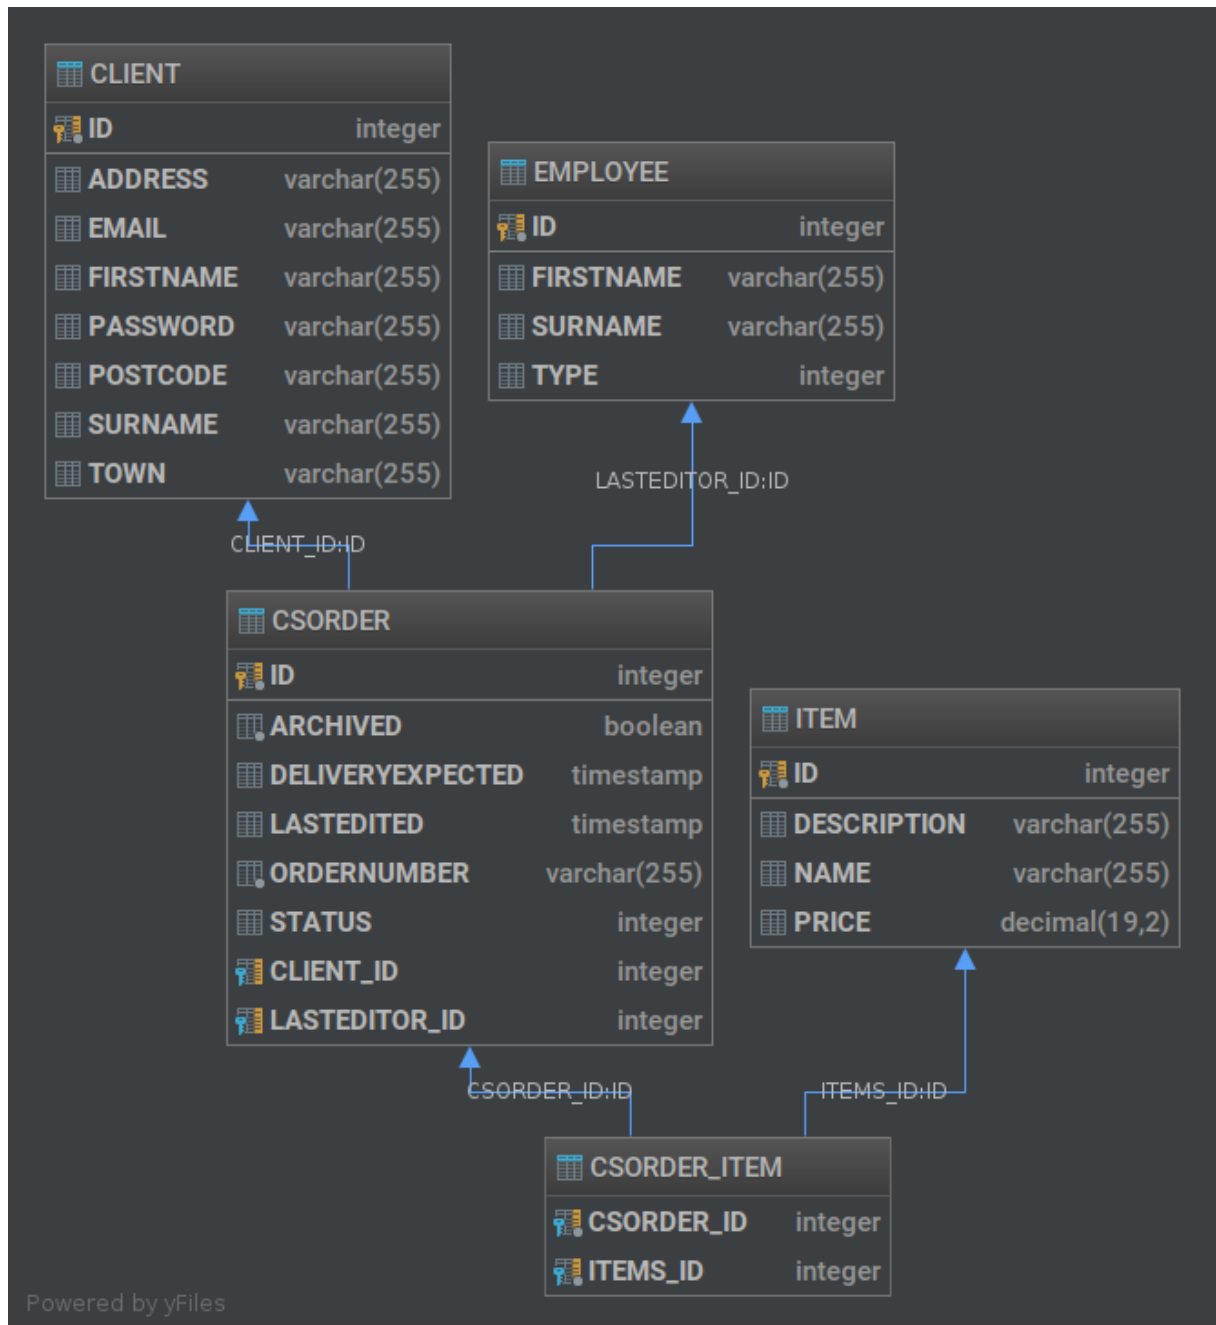 CLIENT
ID integer
ADDRESS varchar(255)
EMAIL varchar(255)
FIRSTNAME varchar(255)
PASSWORD varchar(255)
POSTCODE varchar(255)
SURNAME varchar(255)
TOWN varchar(255)
EMPLOYEE
ID integer
FIRSTNAME varchar(255)
SURNAME varchar(255)
TYPE integer
CLIENT_ID:ID
LASTEDITOR_ID:ID
CSORDER
ID integer
ARCHIVED boolean
DELIVERYEXPECTED timestamp
LASTEDITED timestamp
ORDERNUMBER varchar(255)
STATUS integer
CLIENT_ID integer
LASTEDITOR_ID integer
ITEM
ID integer
DESCRIPTION varchar(255)
NAME varchar(255)
PRICE decimal(19,2)
CSORDER_ID:ID
ITEMS_ID:ID
CSORDER_ITEM
CSORDER_ID integer
ITEMS_ID integer
Powered by yFiles